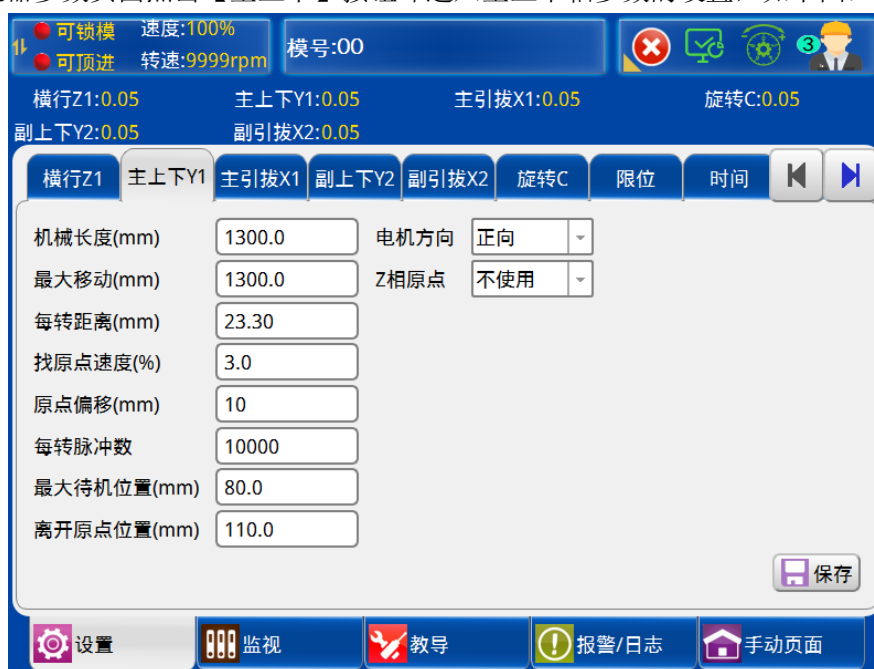 可锁模 速度:100%
可顶进 转速:9999rpm
模号:00
3
横行Z1:0.05 主上下Y1:0.05 主引拔X1:0.05 旋转C:0.05
副上下Y2:0.05 副引拔X2:0.05
横行Z1 主上下Y1 主引拔X1 副上下Y2 副引拔X2 旋转C 限位 时间
机械长度(mm) 1300.0 电机方向 正向
最大移动(mm) 1300.0 Z相原点 不使用
每转距离(mm) 23.30
找原点速度(%) 3.0
原点偏移(mm) 10
每转脉冲数 10000
最大待机位置(mm) 80.0
离开原点位置(mm) 110.0
保存
设置 监视 教导 报警/日志 手动页面